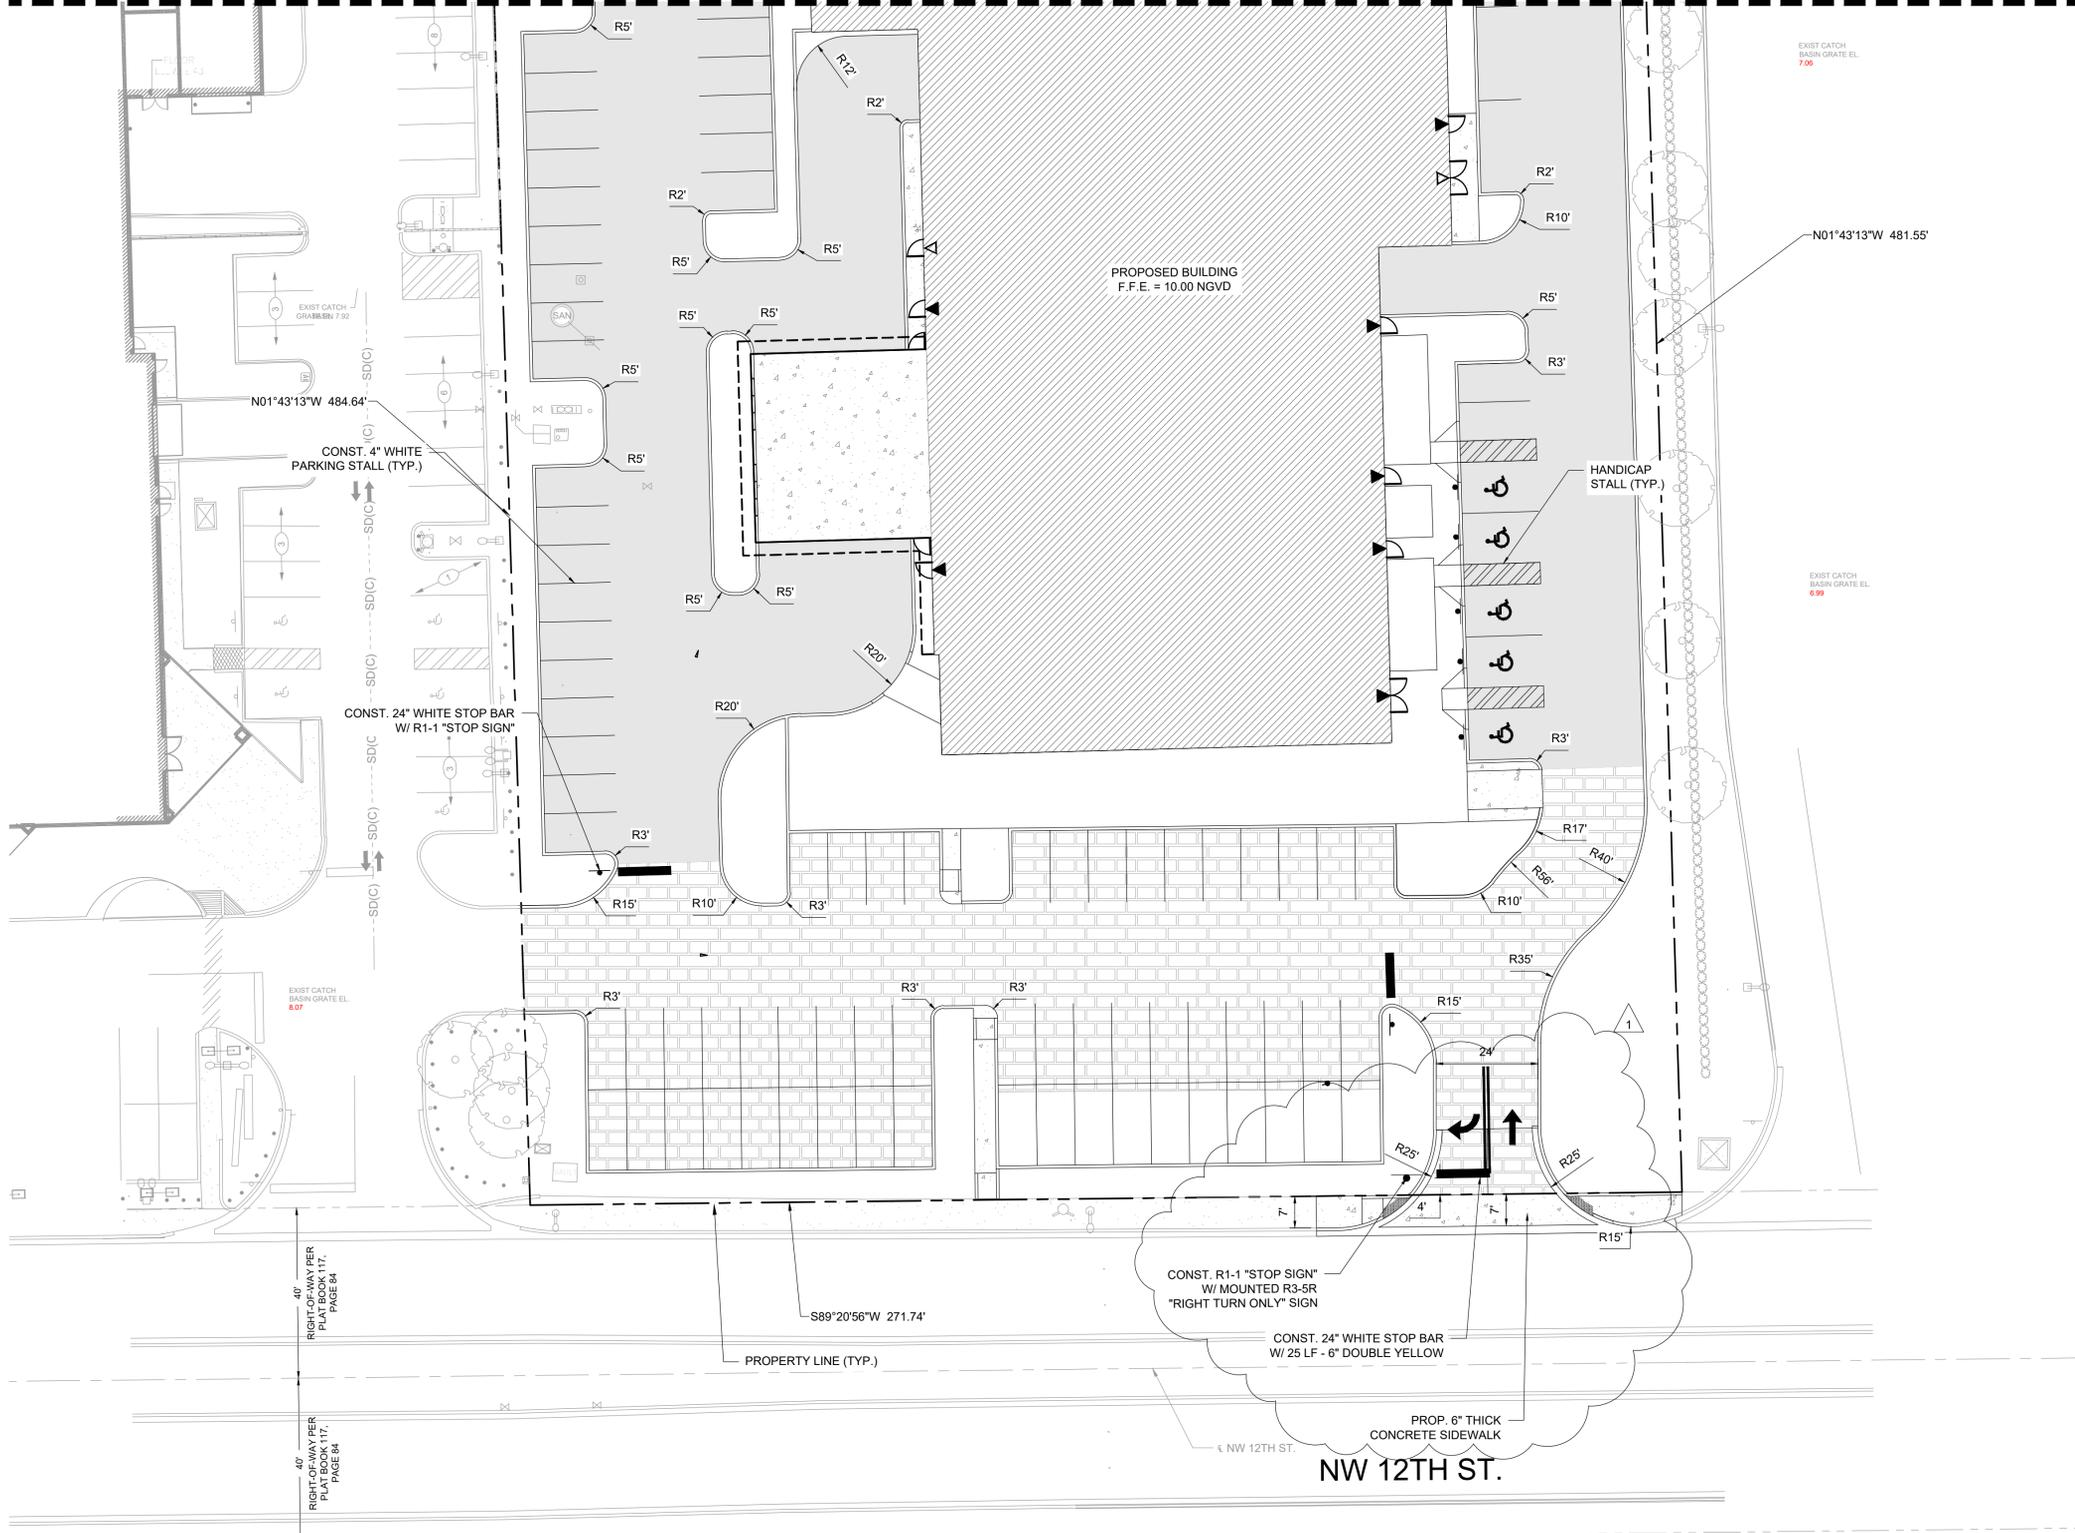 EXIST CATCH
BASIN GRATE EL.
7.06
8
R5'
R12'
R2'
R2'
R10'
R2'
R5'
R5'
N01°43'13"W  481.55'
PROPOSED BUILDING
F.F.E. = 10.00 NGVD
3
EXIST CATCH
SAN
R5'
R5'
R5'
R3'
SD(C)
R5'
6
N01°43'13"W  484.64'
SD(C)
CONST. 4" WHITE
PARKING STALL (TYP.)
R5'
HANDICAP
STALL (TYP.)
SD(C)
3
1
SD(C)
EXIST CATCH
BASIN GRATE EL.
6.99
R5'
R5'
SD(C)
R20'
R20'
CONST. 24" WHITE STOP BAR
W/ R1-1 "STOP SIGN"
SD(C)
3
R3'
SD(C)
R3'
R17'
R40'
R56'
SD(C)
R15'
R10'
R3'
R10'
R35'
EXIST CATCH
BASIN GRATE EL.
8.07
R3'
R3'
R3'
R15'
1
24'
R25'
R25'
7'
4'
7'
R15'
40'
RIGHT-OF-WAY PER
PLAT BOOK 117,
PAGE 84
CONST. R1-1 "STOP SIGN"
W/ MOUNTED R3-5R
"RIGHT TURN ONLY" SIGN
S89°20'56"W  271.74'
CONST. 24" WHITE STOP BAR
W/ 25 LF - 6" DOUBLE YELLOW
PROPERTY LINE (TYP.)
40'
RIGHT-OF-WAY PER
PLAT BOOK 117,
PAGE 84
PROP. 6" THICK
CONCRETE SIDEWALK
℄ NW 12TH ST.
NW 12TH ST.